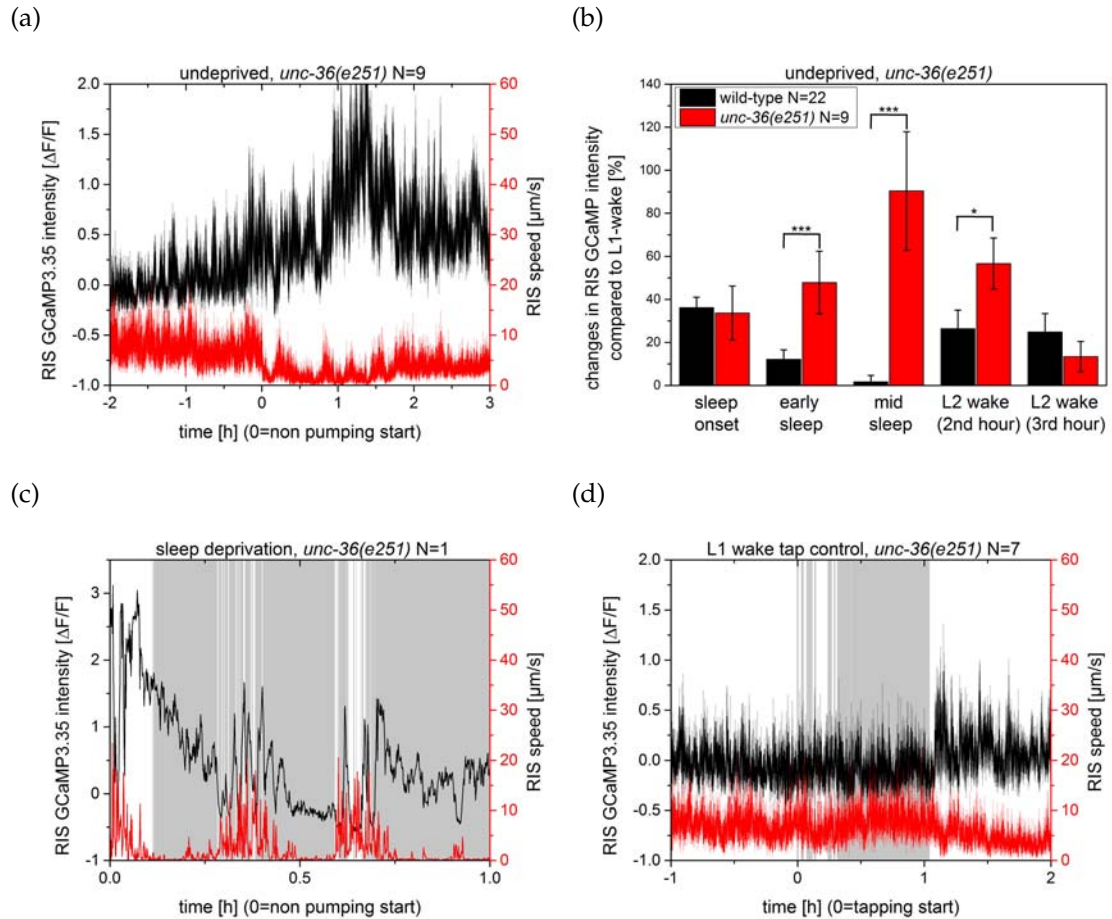 (a)
undeprived, unc-36(e251) N=9
RIS GCaMP3.35 intensity [ΔF/F]
2.0
1.5
1.0
0.5
0.0
-0.5
-1.0
60
50
40
30
20
10
0
RIS speed [µm/s]
-2 -1 0 1 2 3
time [h] (0=non pumping start)
(b)
undeprived, unc-36(e251)
changes in RIS GCaMP intensity
compared to L1-wake [%]
140
120
100
80
60
40
20
0
wild-type N=22
unc-36(e251) N=9
***
***
*
sleep onset
early sleep
mid sleep
L2 wake (2nd hour)
L2 wake (3rd hour)
(c)
sleep deprivation, unc-36(e251) N=1
RIS GCaMP3.35 intensity [ΔF/F]
3
2
1
0
-1
60
50
40
30
20
10
0
RIS speed [µm/s]
0.0 0.5 1.0
time [h] (0=non pumping start)
(d)
L1 wake tap control, unc-36(e251) N=7
RIS GCaMP3.35 intensity [ΔF/F]
2.0
1.5
1.0
0.5
0.0
-0.5
-1.0
60
50
40
30
20
10
0
RIS speed [µm/s]
-1 0 1 2
time [h] (0=tapping start)